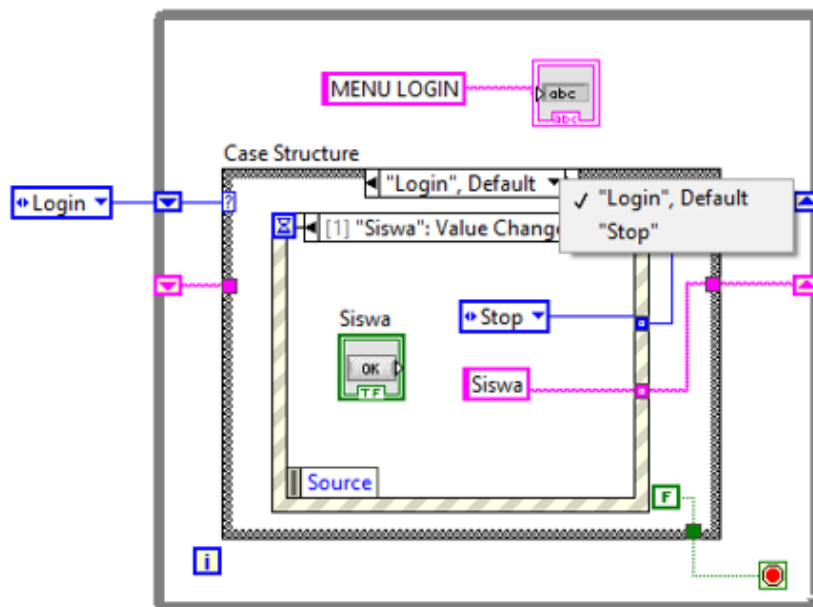 MENU LOGIN
abc
abc
Case Structure
"Login", Default
"Login", Default
"Stop"
Login
?
[1] "Siswa": Value Change
Siswa
Stop
OK
TF
Siswa
Source
F
i